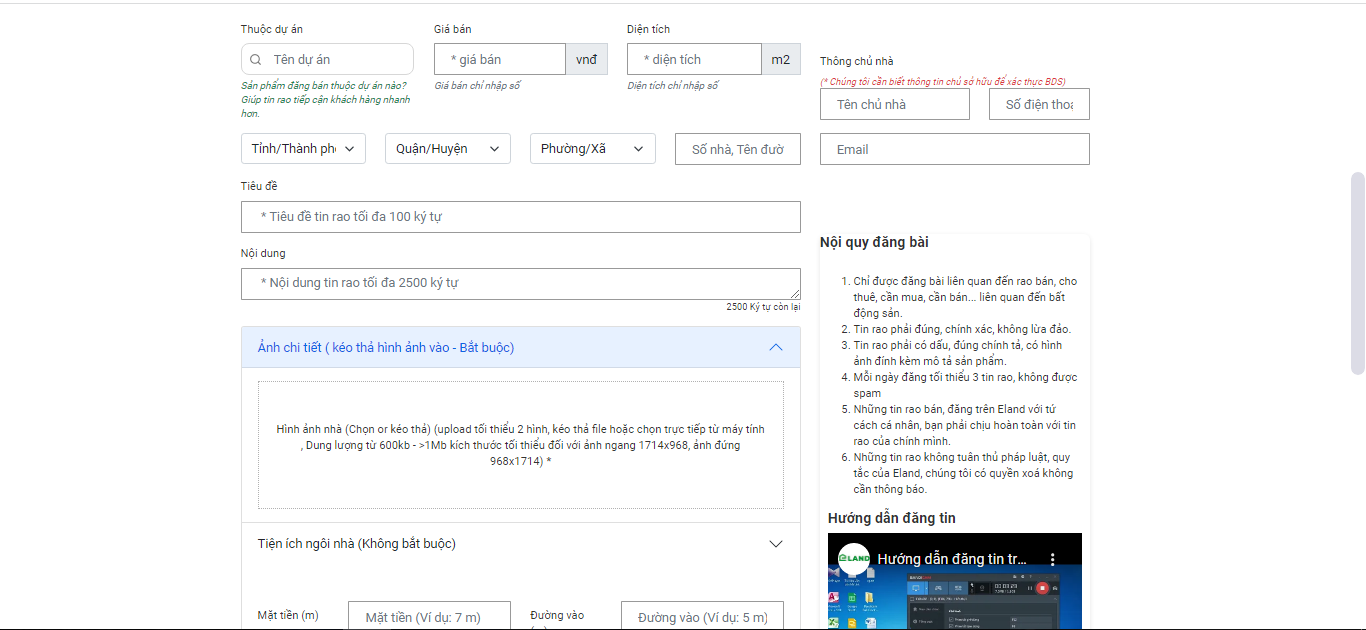 Thuộc dự án
Giá bán
Diện tích
Tên dự án
* giá bán
vnđ
* diện tích
m2
Sản phẩm đăng bán thuộc dự án nào?
Giúp tin rao tiếp cận khách hàng nhanh
hơn.
Giá bán chỉ nhập số
Diện tích chỉ nhập số
Thông chủ nhà
(* Chúng tôi cần biết thông tin chủ sở hữu để xác thực BDS)
Tên chủ nhà
Số điện thoạ
Tỉnh/Thành ph
Quận/Huyện
Phường/Xã
Số nhà, Tên đườ
Email
Tiêu đề
* Tiêu đề tin rao tối đa 100 ký tự
Nội dung
* Nội dung tin rao tối đa 2500 ký tự
2500 Ký tự còn lại
Ảnh chi tiết ( kéo thả hình ảnh vào - Bắt buộc)
Hình ảnh nhà (Chọn or kéo thả) (upload tối thiểu 2 hình, kéo thả file hoặc chọn trực tiếp từ máy tính
, Dung lượng từ 600kb - >1Mb kích thước tối thiểu đối với ảnh ngang 1714x968, ảnh đứng
968x1714) *
Tiện ích ngôi nhà (Không bắt buộc)
Mặt tiền (m)
Mặt tiền (Ví dụ: 7 m)
Đường vào
Đường vào (Ví dụ: 5 m)
Nội quy đăng bài
1. Chỉ được đăng bài liên quan đến rao bán, cho
thuê, cần mua, cần bán... liên quan đến bất
động sản.
2. Tin rao phải đúng, chính xác, không lừa đảo.
3. Tin rao phải có dấu, đúng chính tả, có hình
ảnh đính kèm mô tả sản phẩm.
4. Mỗi ngày đăng tối thiểu 3 tin rao, không được
spam
5. Những tin rao bán, đăng trên Eland với tư
cách cá nhân, bạn phải chịu hoàn toàn với tin
rao của chính mình.
6. Những tin rao không tuân thủ pháp luật, quy
tắc của Eland, chúng tôi có quyền xoá không
cần thông báo.
Hướng dẫn đăng tin
eLAND
Hướng dẫn đăng tin tr...